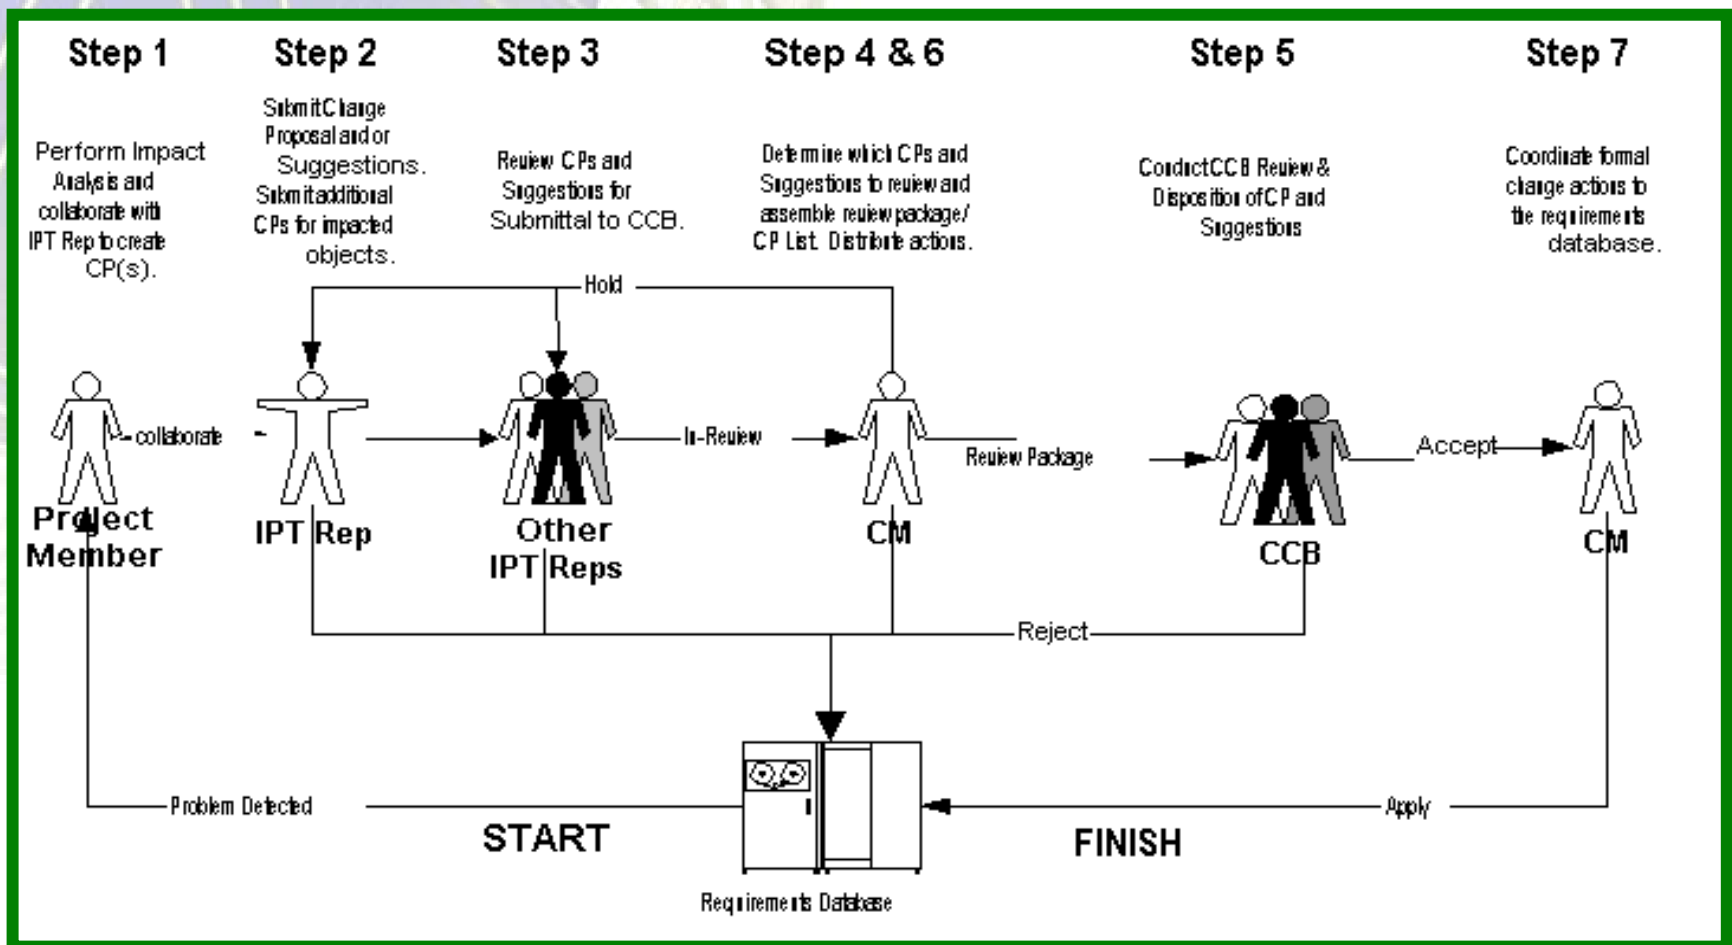 Step 1
Step 2
Step 3
Step 4 & 6
Step 5
Step 7
Perform Impact
Analysis and
collaborate with
IPT Rep to create
CP(s).
Submit Change
Proposal and or
Suggestions.
Submit additional
CPs for impacted
objects.
Review CPs and
Suggestions for
Submittal to CCB.
Determine which CPs and
Suggestions to review and
assemble review package/
CP List. Distribute actions.
Conduct CCB Review &
Disposition of CP and
Suggestions
Coordinate formal
change actions to
the requirements
database.
Hold
collaborate
In-Review
Review Package
Accept
Project
Member
IPT Rep
Other
IPT Reps
CM
CCB
CM
Reject
Problem Detected
START
Apply
FINISH
Requirements Database